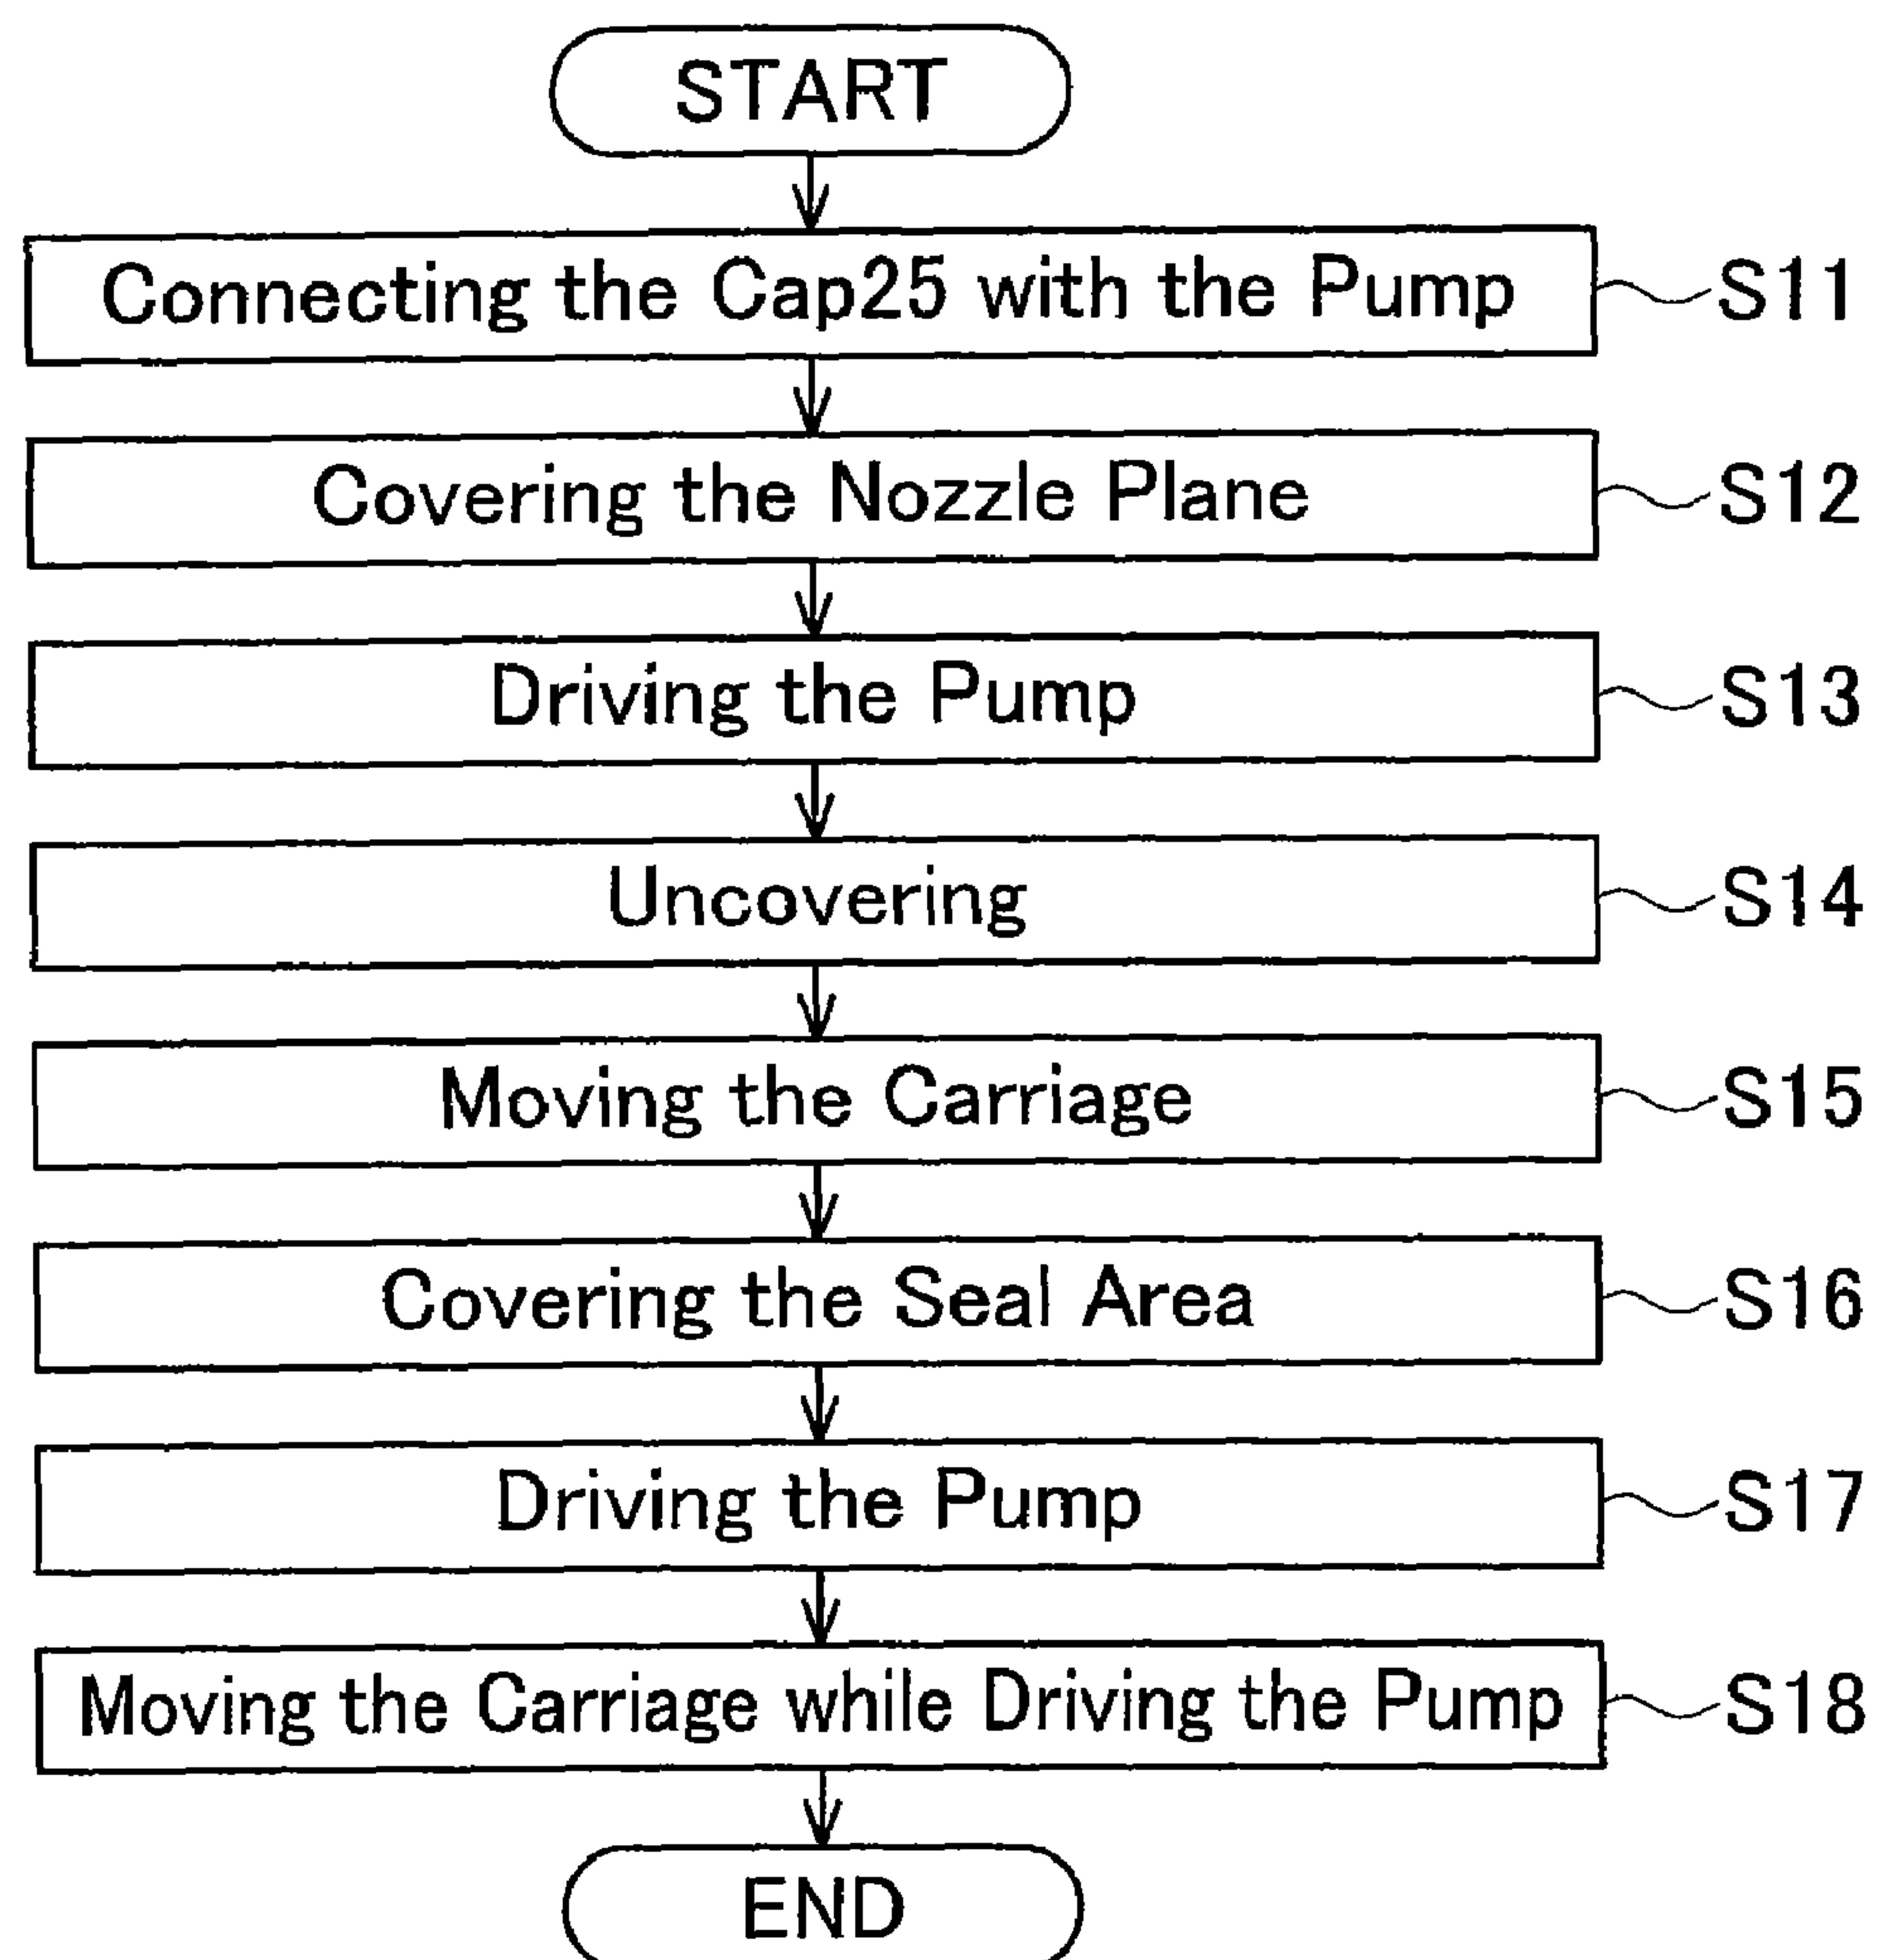 START
Connecting the Cap25 with the Pump S11
Covering the Nozzle Plane S12
Driving the Pump S13
Uncovering S14
Moving the Carriage S15
Covering the Seal Area S16
Driving the Pump S17
Moving the Carriage while Driving the Pump S18
END